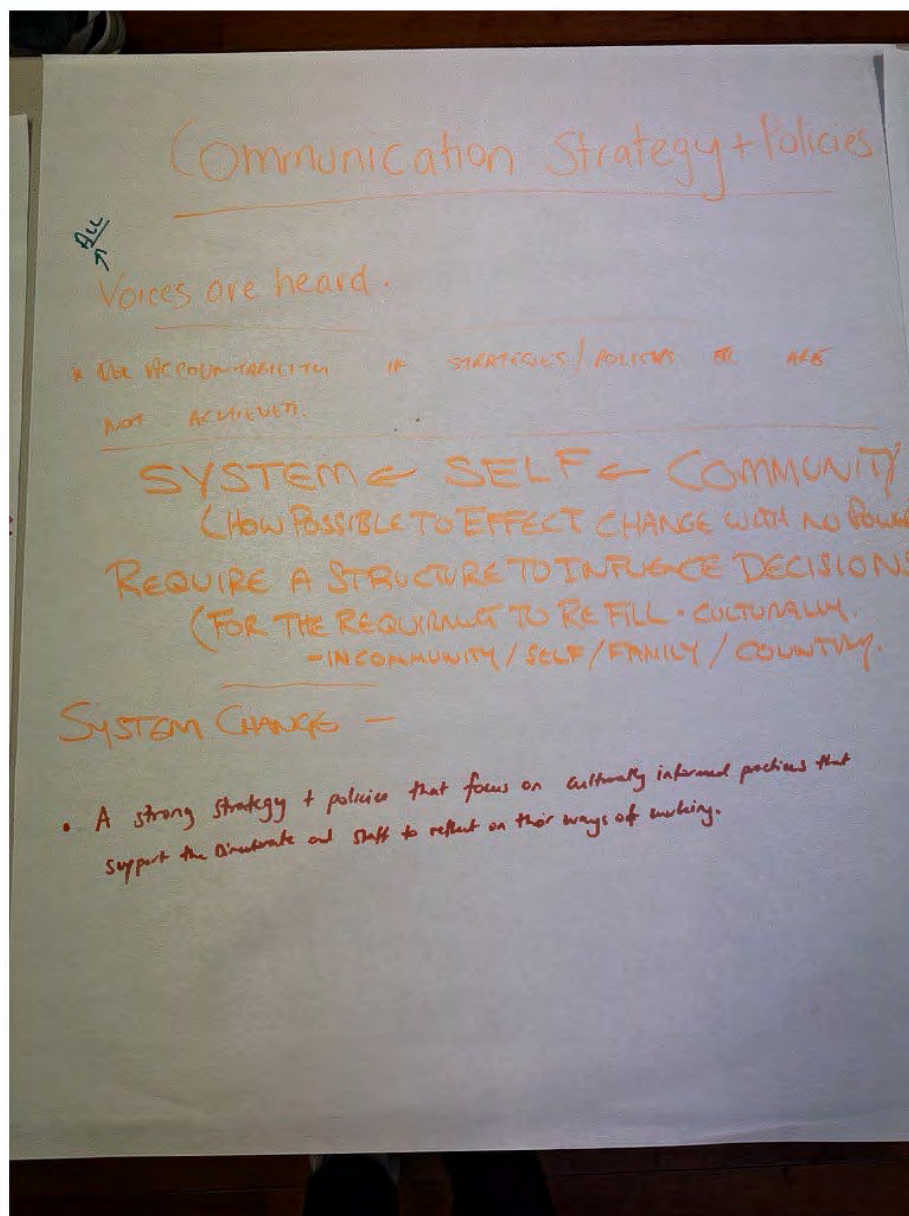 Communication Strategy + Policies
ALL
Voices are heard.
* ACCOUNTABILITY IF STRATEGIES/POLICIES ARE
NOT ACHIEVED.
SYSTEM ← SELF ← COMMUNITY
(HOW POSSIBLE TO EFFECT CHANGE WITH NO POWER
REQUIRE A STRUCTURE TO INFLUENCE DECISIONS
(FOR THE TO RE FILL - CULTURALLY.
- IN COMMUNITY / SELF / FAMILY / COUNTRY.
SYSTEM CHANGE -
• A strong strategy + policies that focus on culturally informed practices that
support the Directorate and staff to reflect on their ways of working.